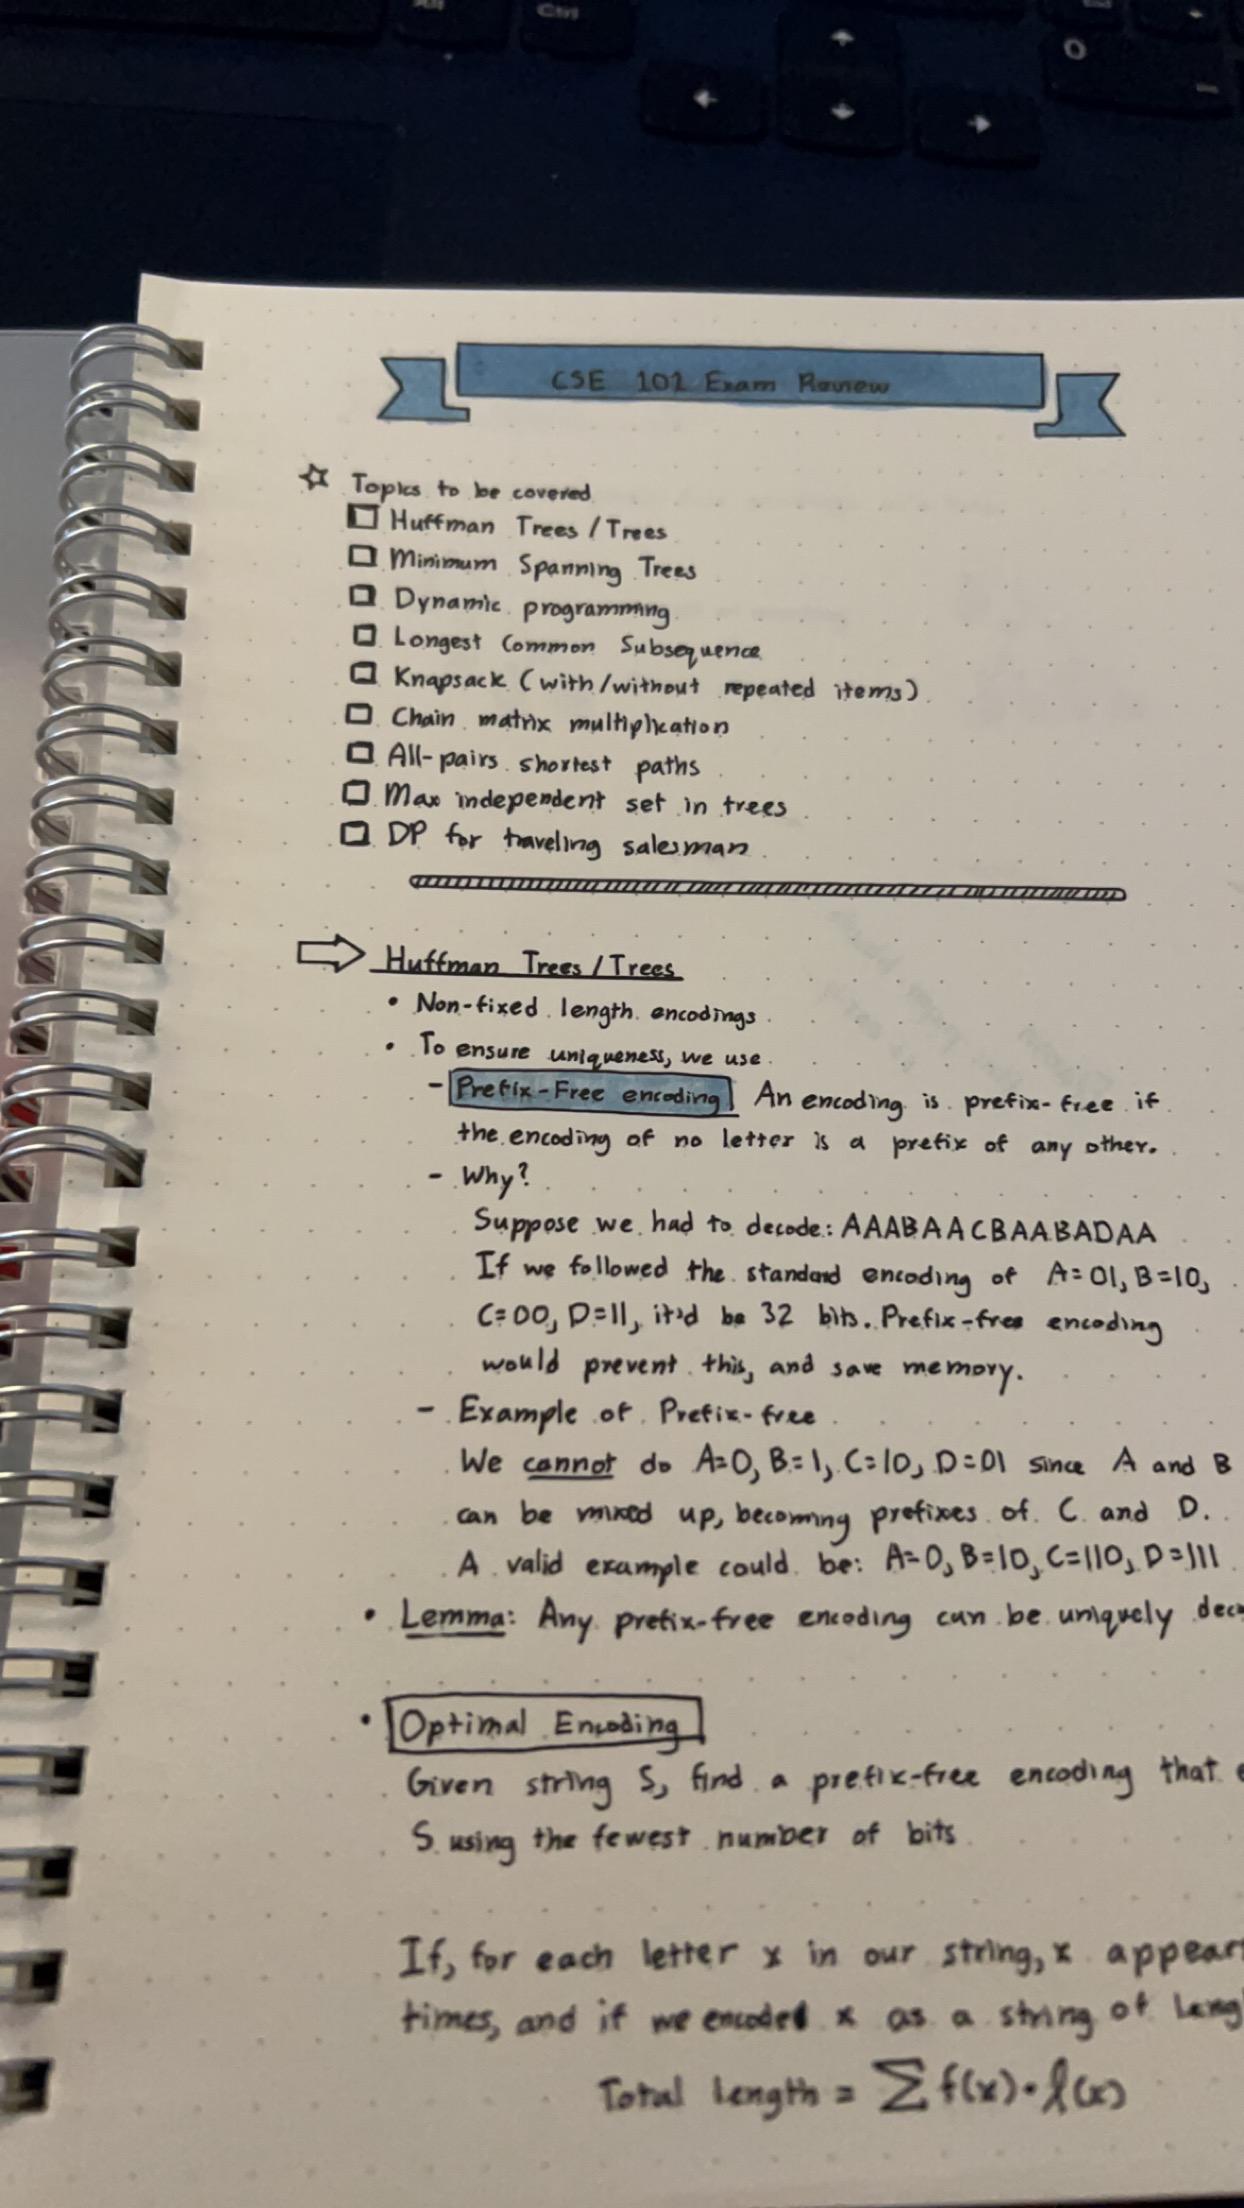 Alt
Ctrl
CSE 101 Exam Review
Topics to be covered
Huffman Trees / Trees
Minimum Spanning Trees
Dynamic programming
Longest Common Subsequence
Knapsack (with/without repeated items)
Chain matrix multiplication
All-pairs shortest paths
Max independent set in trees
DP for traveling salesman
Huffman Trees / Trees
• Non-fixed length encodings
• To ensure uniqueness, we use
- Prefix-Free encoding An encoding is prefix-free if
the encoding of no letter is a prefix of any other.
- Why?
Suppose we had to decode: AAABAACBAABADAA
If we followed the standard encoding of A=01, B=10,
C=00, D=11, it'd be 32 bits. Prefix-free encoding
would prevent this, and save memory.
- Example of Prefix-free
We cannot do A=0, B=1, C=10, D=01 since A and B
can be mixed up, becoming prefixes of C and D.
A valid example could be: A=0, B=10, C=110, D=111
• Lemma: Any prefix-free encoding can be uniquely
• Optimal Encoding
Given string S, find a prefix-free encoding that
S using the fewest number of bits
If, for each letter x in our string, x appear
times, and if we encoded x as a string of leng
Total length = Σ f(x)·l(x)